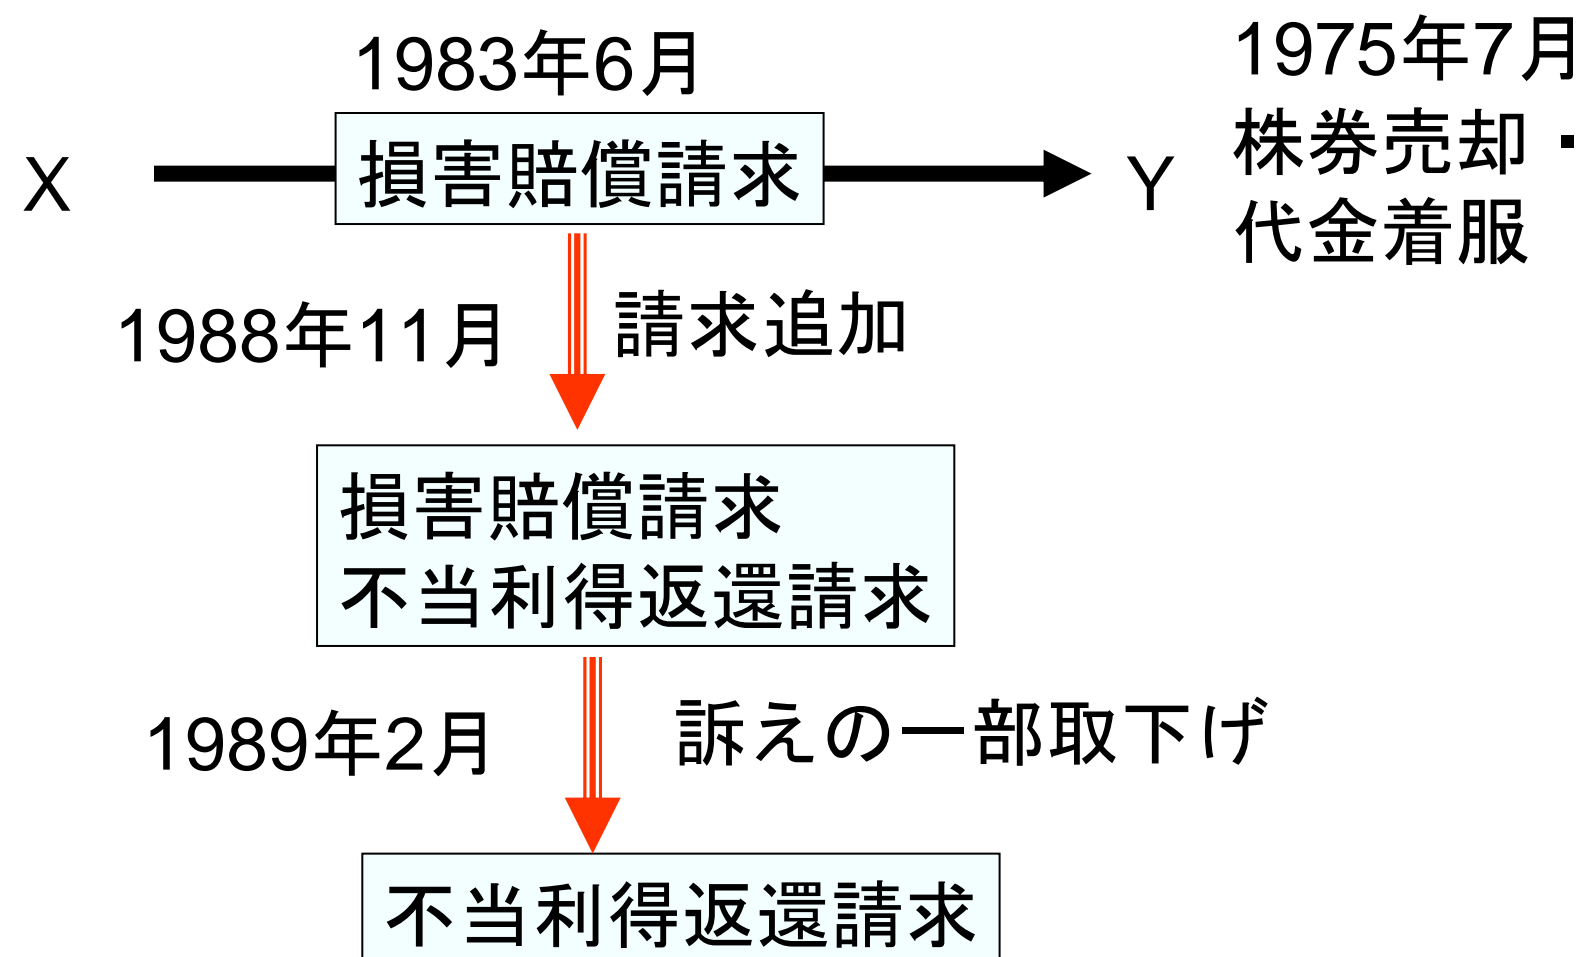 1983年6月
1975年7月
X
損害賠償請求
Y
株券売却・
代金着服
1988年11月
請求追加
損害賠償請求
不当利得返還請求
1989年2月
訴えの一部取下げ
不当利得返還請求